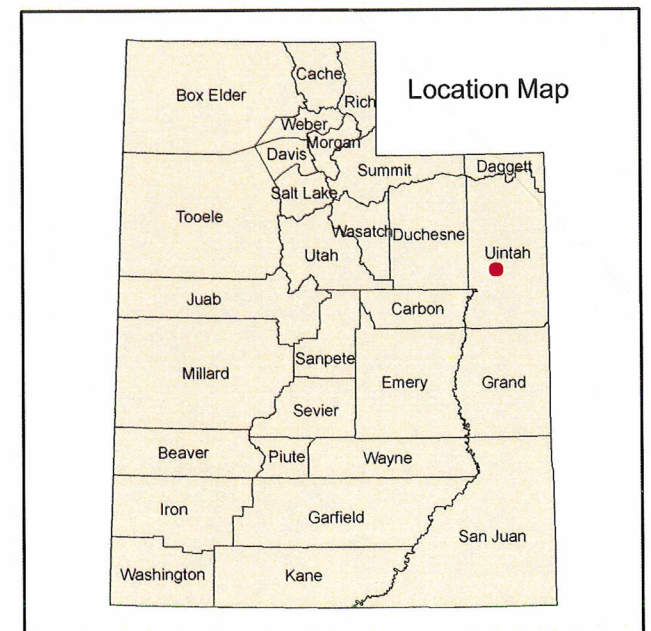 Location Map
Cache
Box Elder
Rich
Weber
Morgan
Davis
Summit
Daggett
Salt Lake
Tooele
Wasatch
Duchesne
Uintah
Utah
Juab
Carbon
Sanpete
Millard
Emery
Grand
Sevier
Beaver
Piute
Wayne
Iron
Garfield
San Juan
Washington
Kane